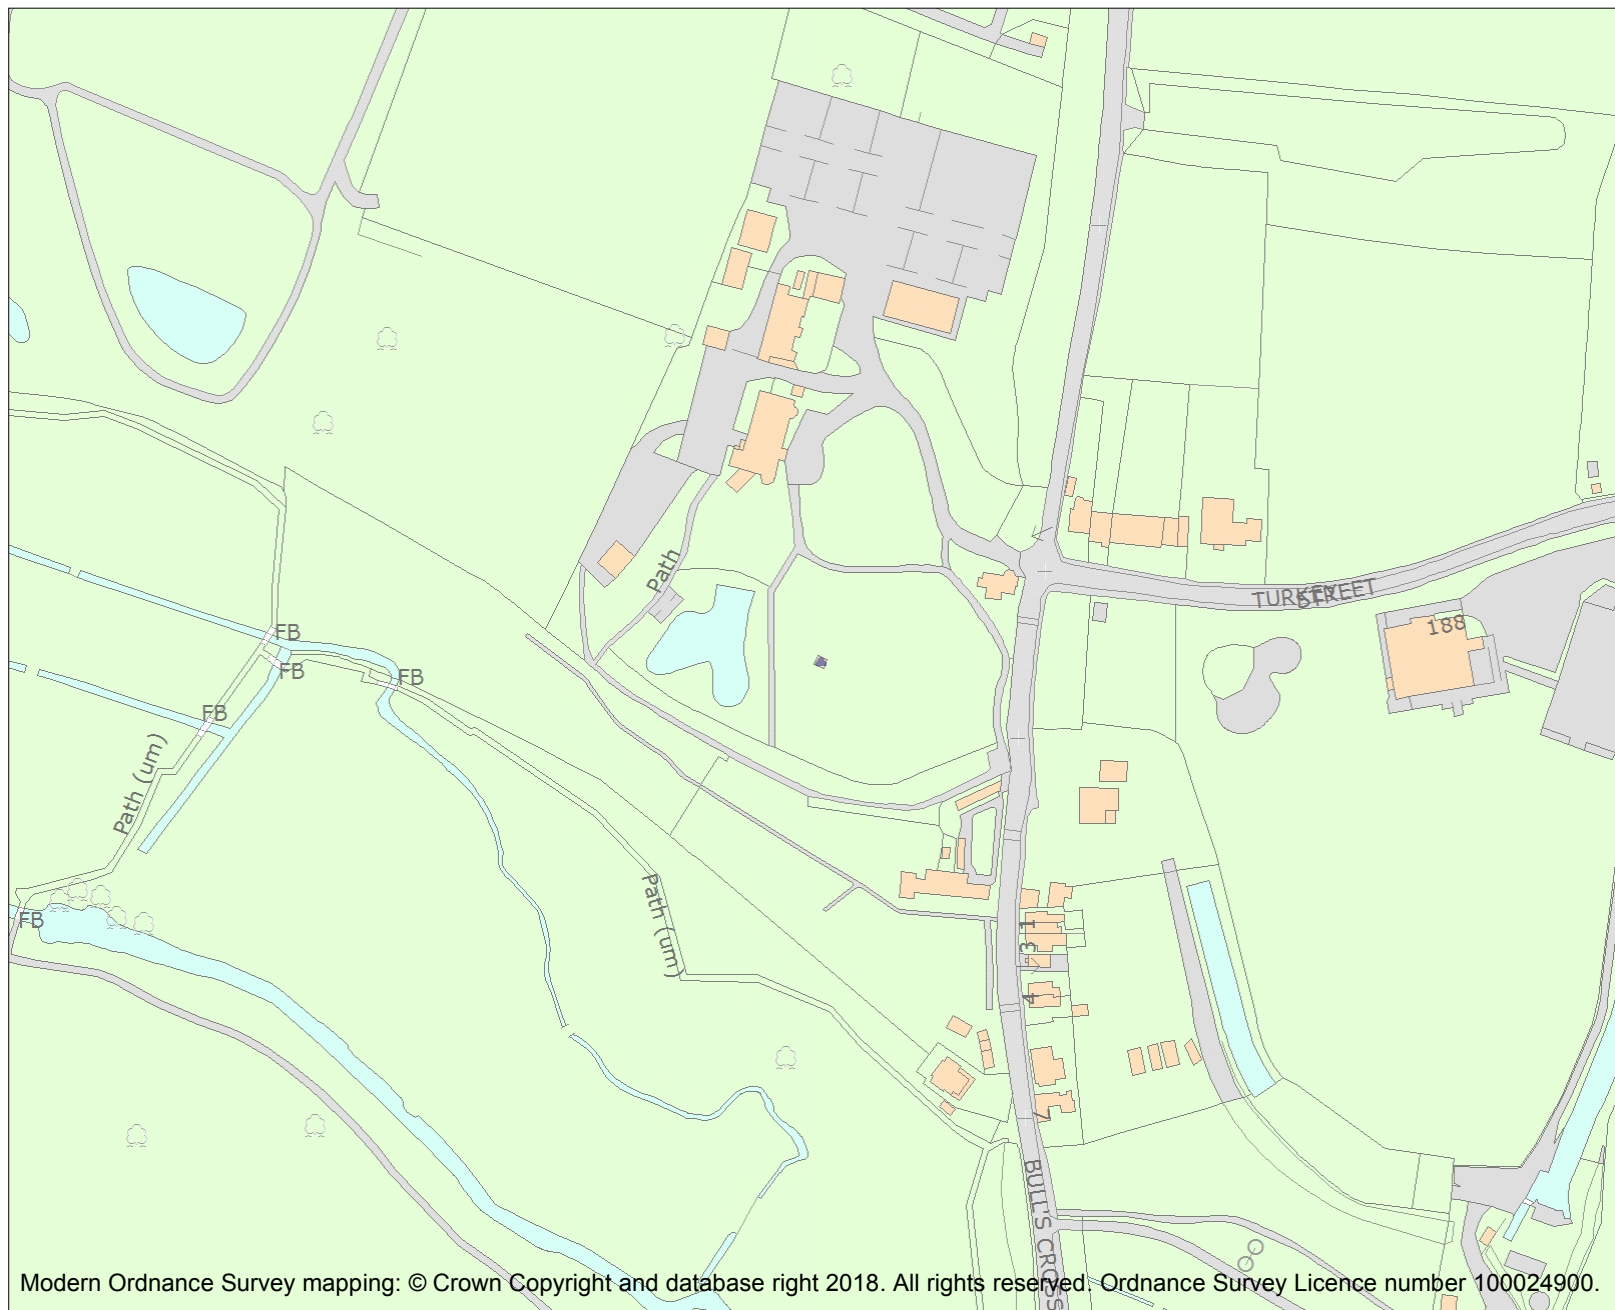 Path
TURKEY
STREET
188
FB
FB
FB
FB
Path (um)
Path (um)
FB
1
3
4
7
BULL'S CROSS
Modern Ordnance Survey mapping: © Crown Copyright and database right 2018. All rights reserved. Ordnance Survey Licence number 100024900.